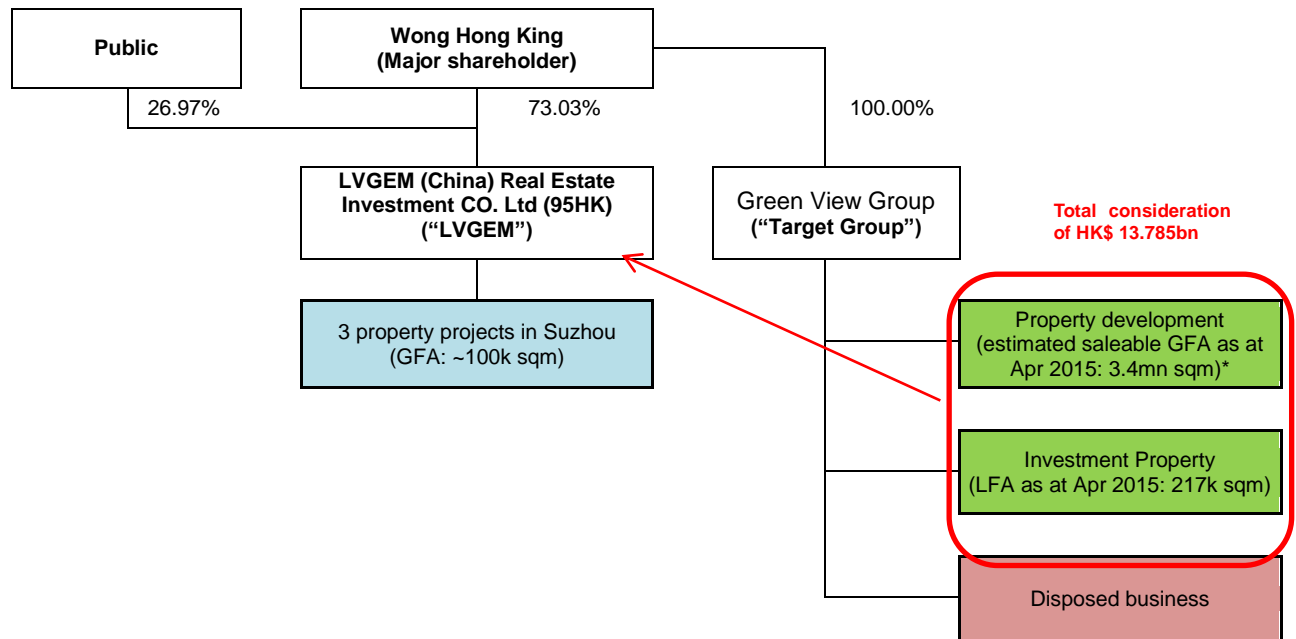 Public
Wong Hong King
(Major shareholder)
26.97%
73.03%
100.00%
LVGEM (China) Real Estate
Investment CO. Ltd (95HK)
(“LVGEM”)
Green View Group
(“Target Group”)
Total consideration
of HK$ 13.785bn
3 property projects in Suzhou
(GFA: ~100k sqm)
Property development
(estimated saleable GFA as at
Apr 2015: 3.4mn sqm)*
Investment Property
(LFA as at Apr 2015: 217k sqm)
Disposed business